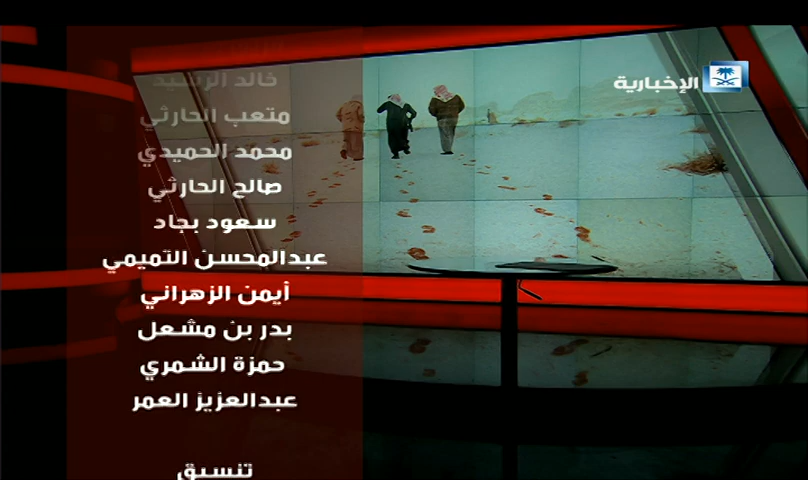 خالد الرشيد
متعب الحارثي
محمد الحميدي
صالح الحارثي
سعود بجاد
عبدالمحسن التميمي
أيمن الزهراني
بدر بن مشعل
حمزة الشمري
عبدالعزيز العمر
تنسيق
الإخبارية